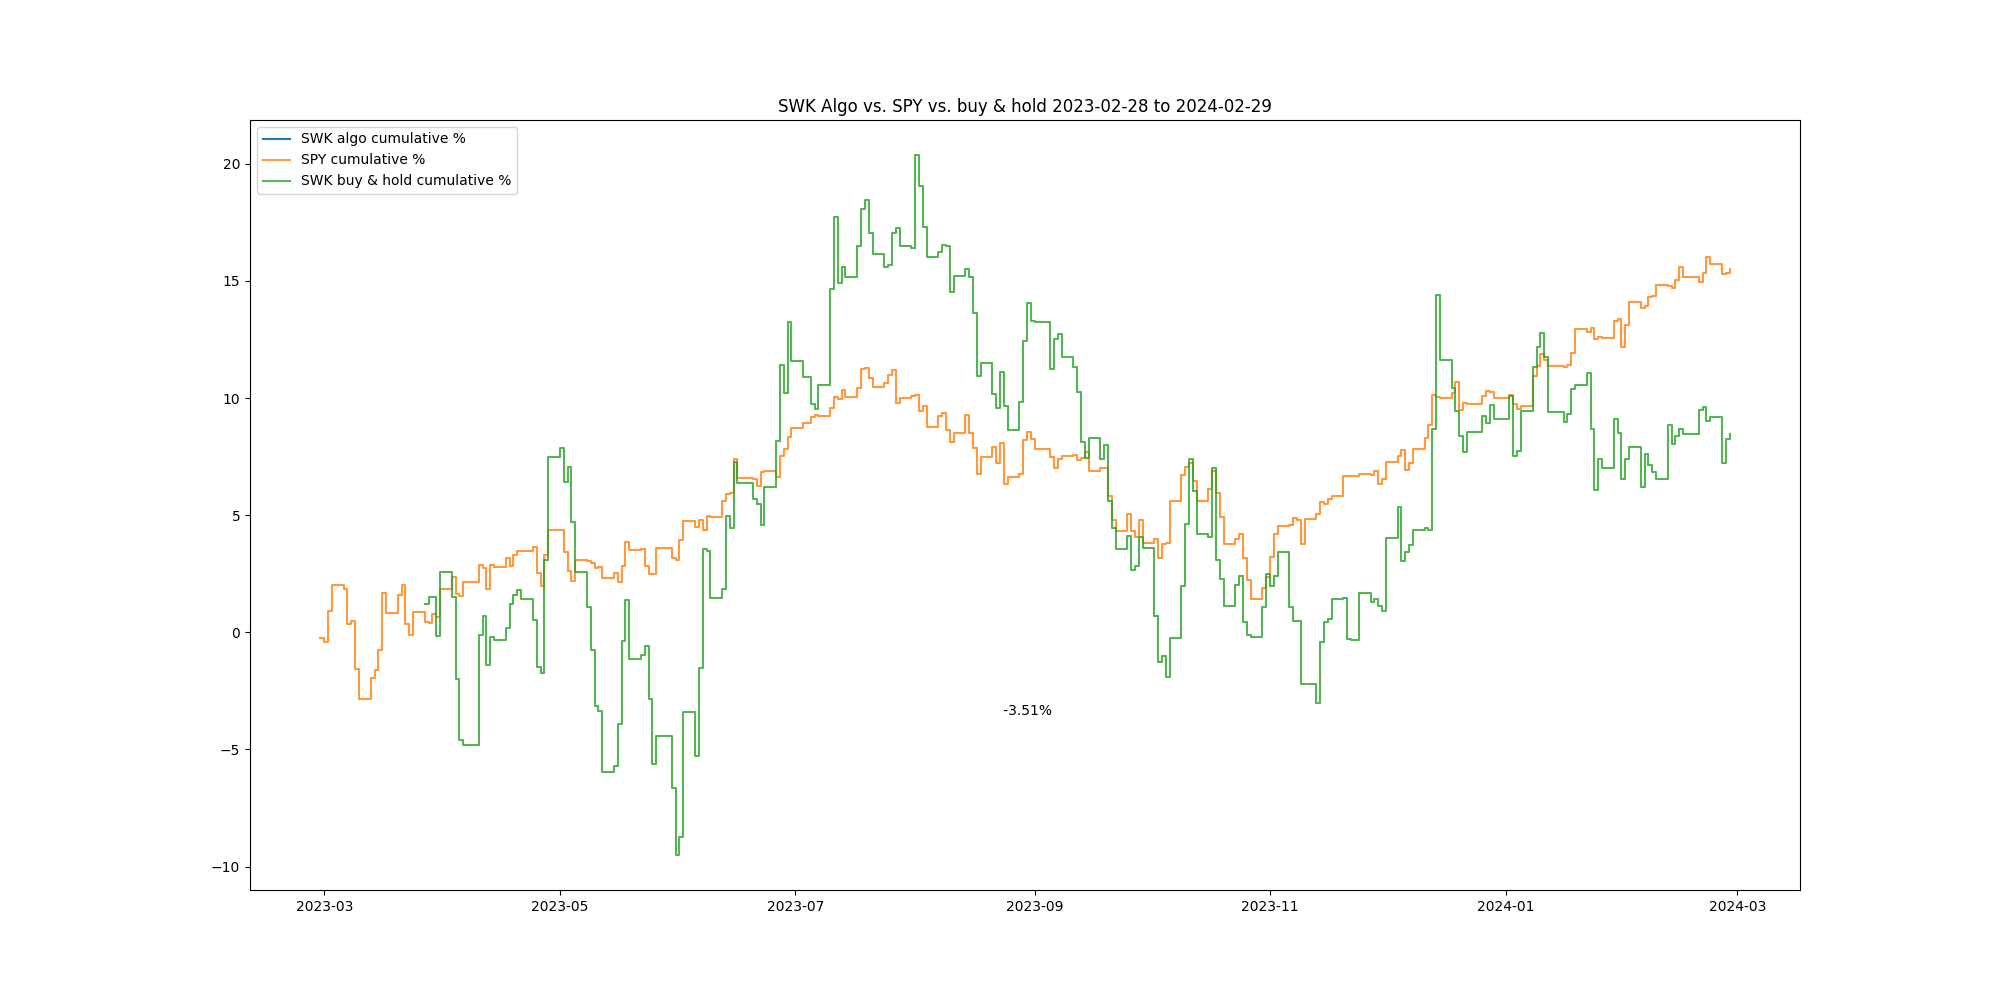 SWK Algo vs. SPY vs. buy & hold 2023-02-28 to 2024-02-29
SWK algo cumulative %
SPY cumulative %
SWK buy & hold cumulative %
20
15
10
5
0
−5
−10
-3.51%
2023-03 2023-05 2023-07 2023-09 2023-11 2024-01 2024-03